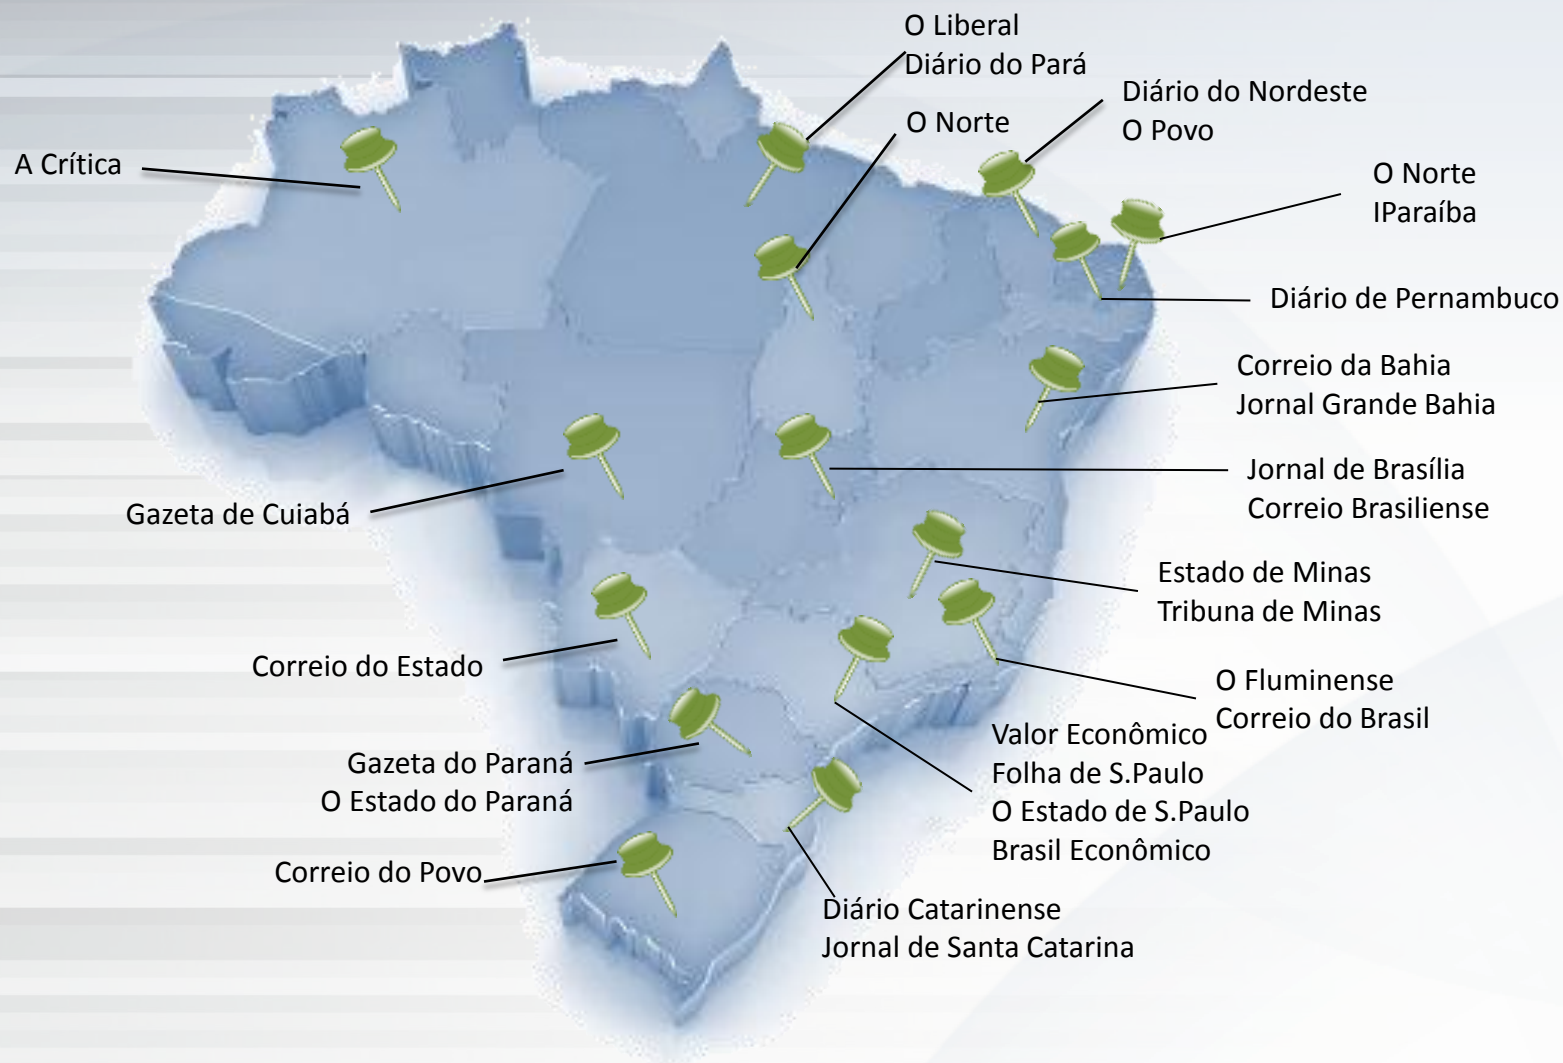 O Liberal
Diário do Pará
Diário do Nordeste
O Povo
O Norte
A Crítica
O Norte
IParaíba
Diário de Pernambuco
Correio da Bahia
Jornal Grande Bahia
Jornal de Brasília
Correio Brasiliense
Gazeta de Cuiabá
Estado de Minas
Tribuna de Minas
Correio do Estado
O Fluminense
Correio do Brasil
Valor Econômico
Folha de S.Paulo
O Estado de S.Paulo
Brasil Econômico
Gazeta do Paraná
O Estado do Paraná
Correio do Povo
Diário Catarinense
Jornal de Santa Catarina